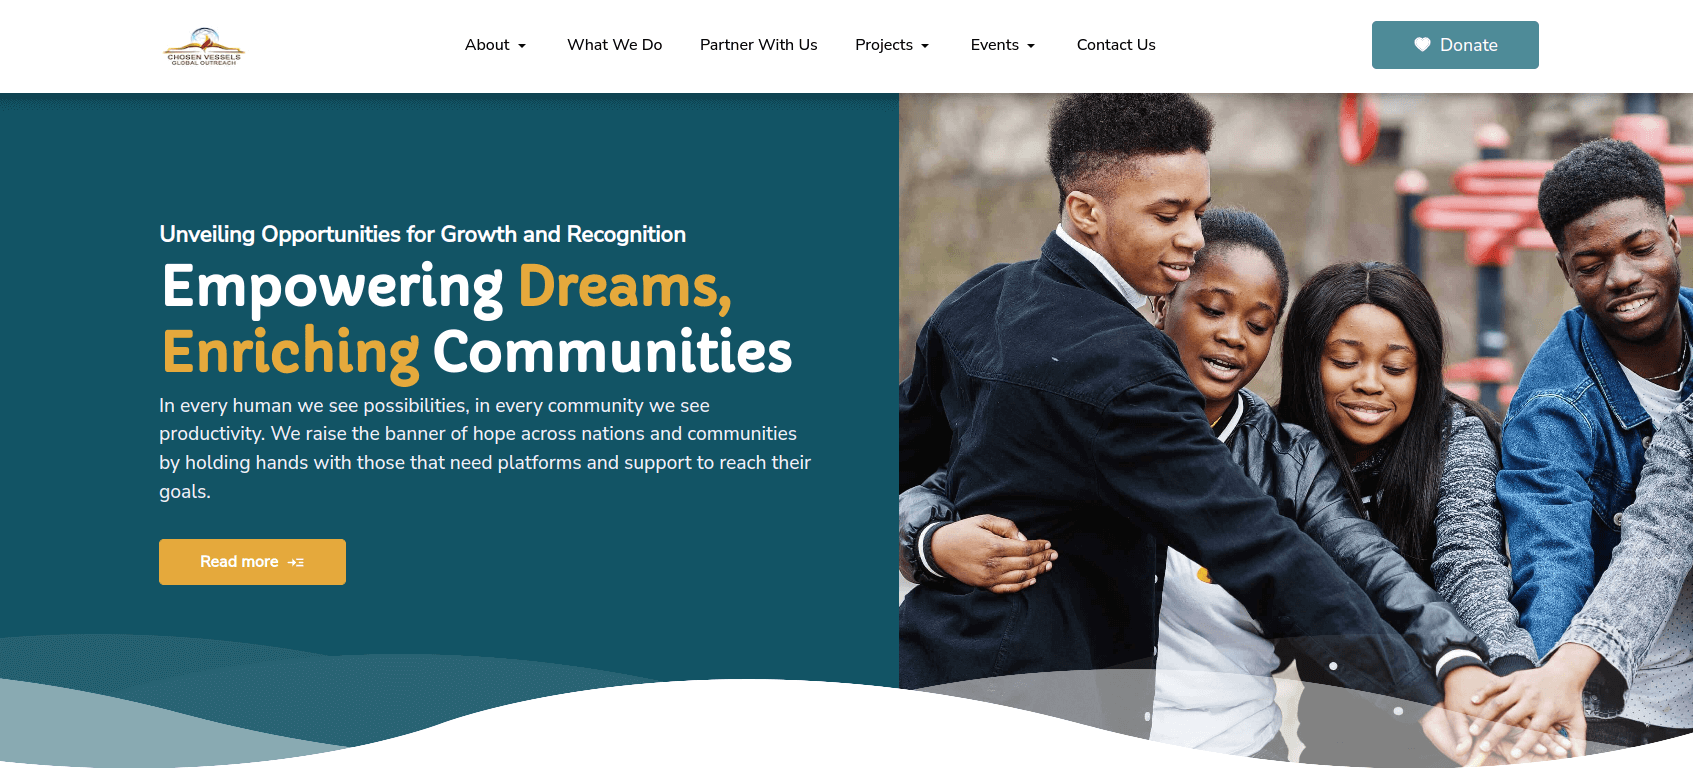 CHOSEN VESSELS
GLOBAL OUTREACH
About
What We Do
Partner With Us
Projects
Events
Contact Us
Donate
Unveiling Opportunities for Growth and Recognition
Empowering Dreams,
Enriching Communities
In every human we see possibilities, in every community we see
productivity. We raise the banner of hope across nations and communities
by holding hands with those that need platforms and support to reach their
goals.
Read more